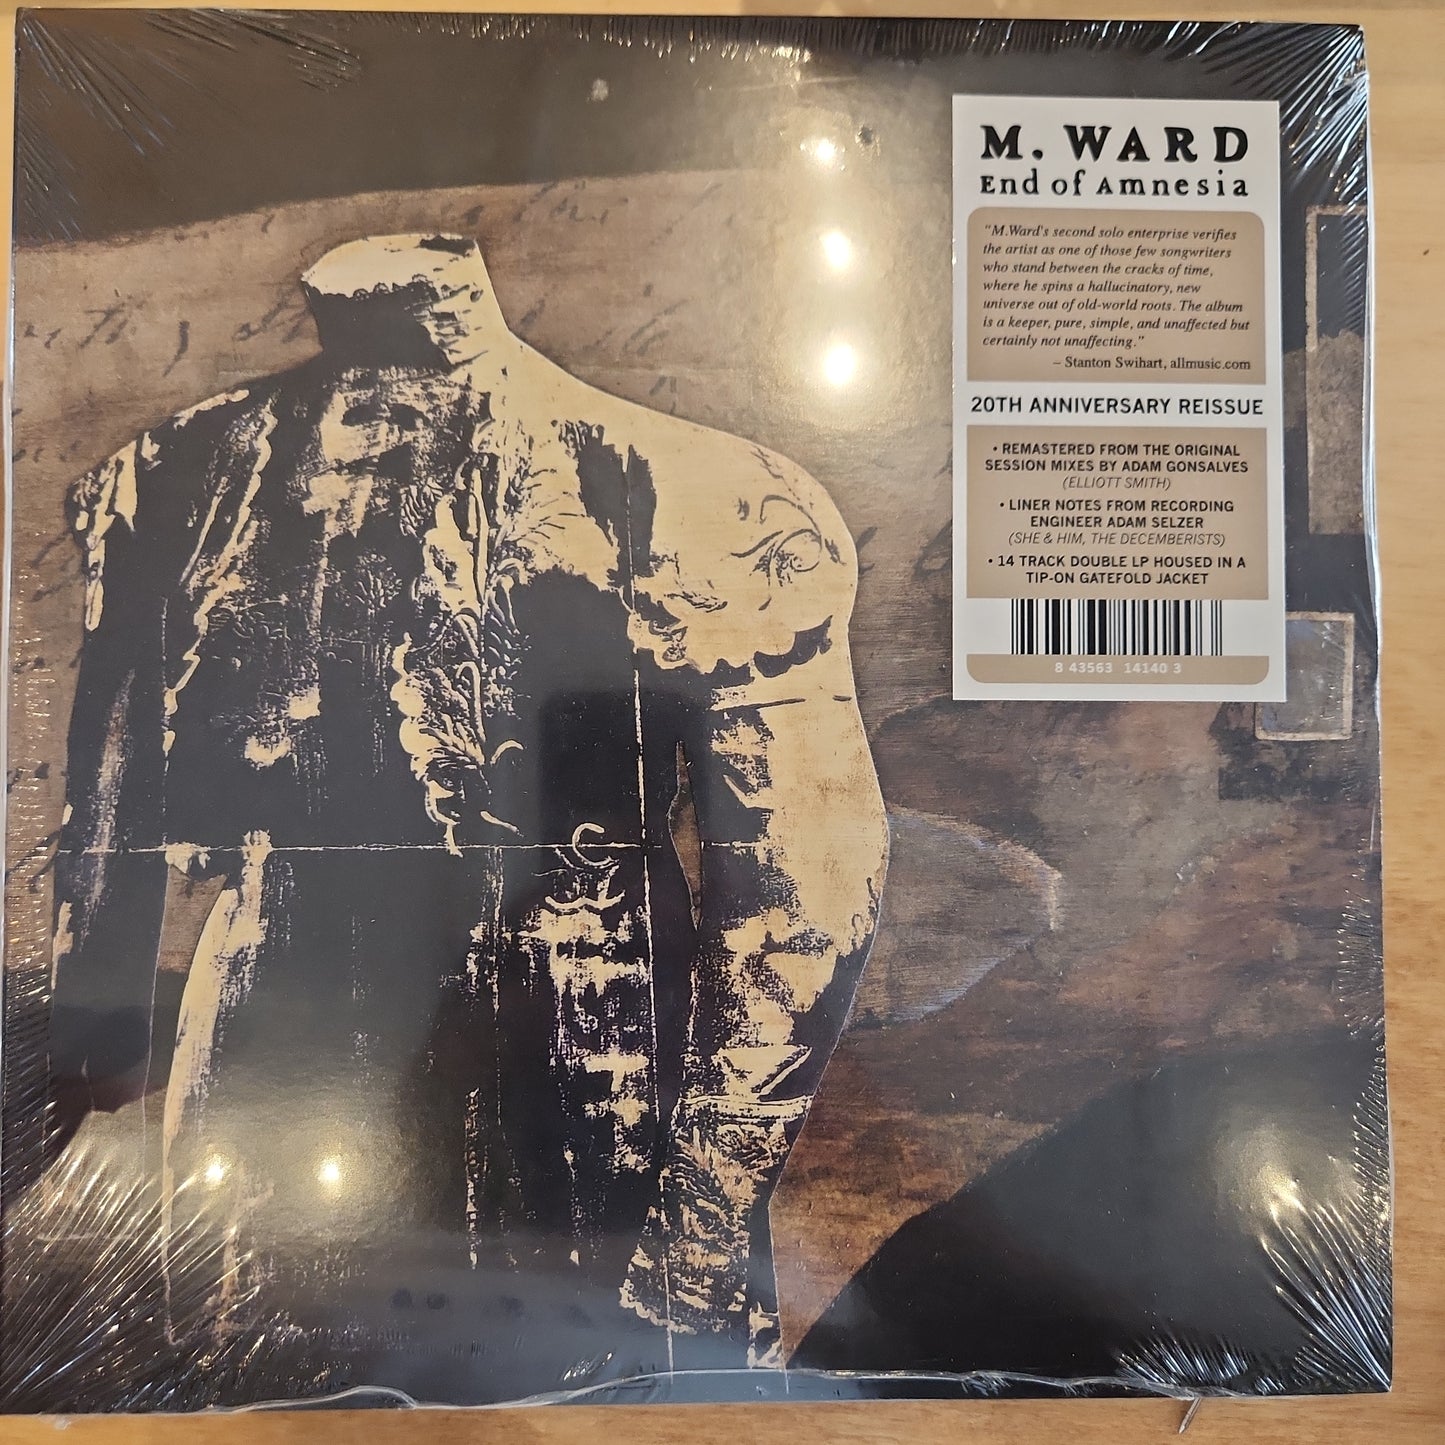 M. WARD
End of Amnesia
"M.Ward's second solo enterprise verifies
the artist as one of those few songwriters
who stand between the cracks of time,
where he spins a hallucinatory, new
universe out of old-world roots. The album
is a keeper, pure, simple, and unaffected but
certainly not unaffecting."
– Stanton Swihart, allmusic.com
20TH ANNIVERSARY REISSUE
• REMASTERED FROM THE ORIGINAL
SESSION MIXES BY ADAM GONSALVES
(ELLIOTT SMITH)
• LINER NOTES FROM RECORDING
ENGINEER ADAM SELZER
(SHE & HIM, THE DECEMBERISTS)
• 14 TRACK DOUBLE LP HOUSED IN A
TIP-ON GATEFOLD JACKET
8 43563 14140 3